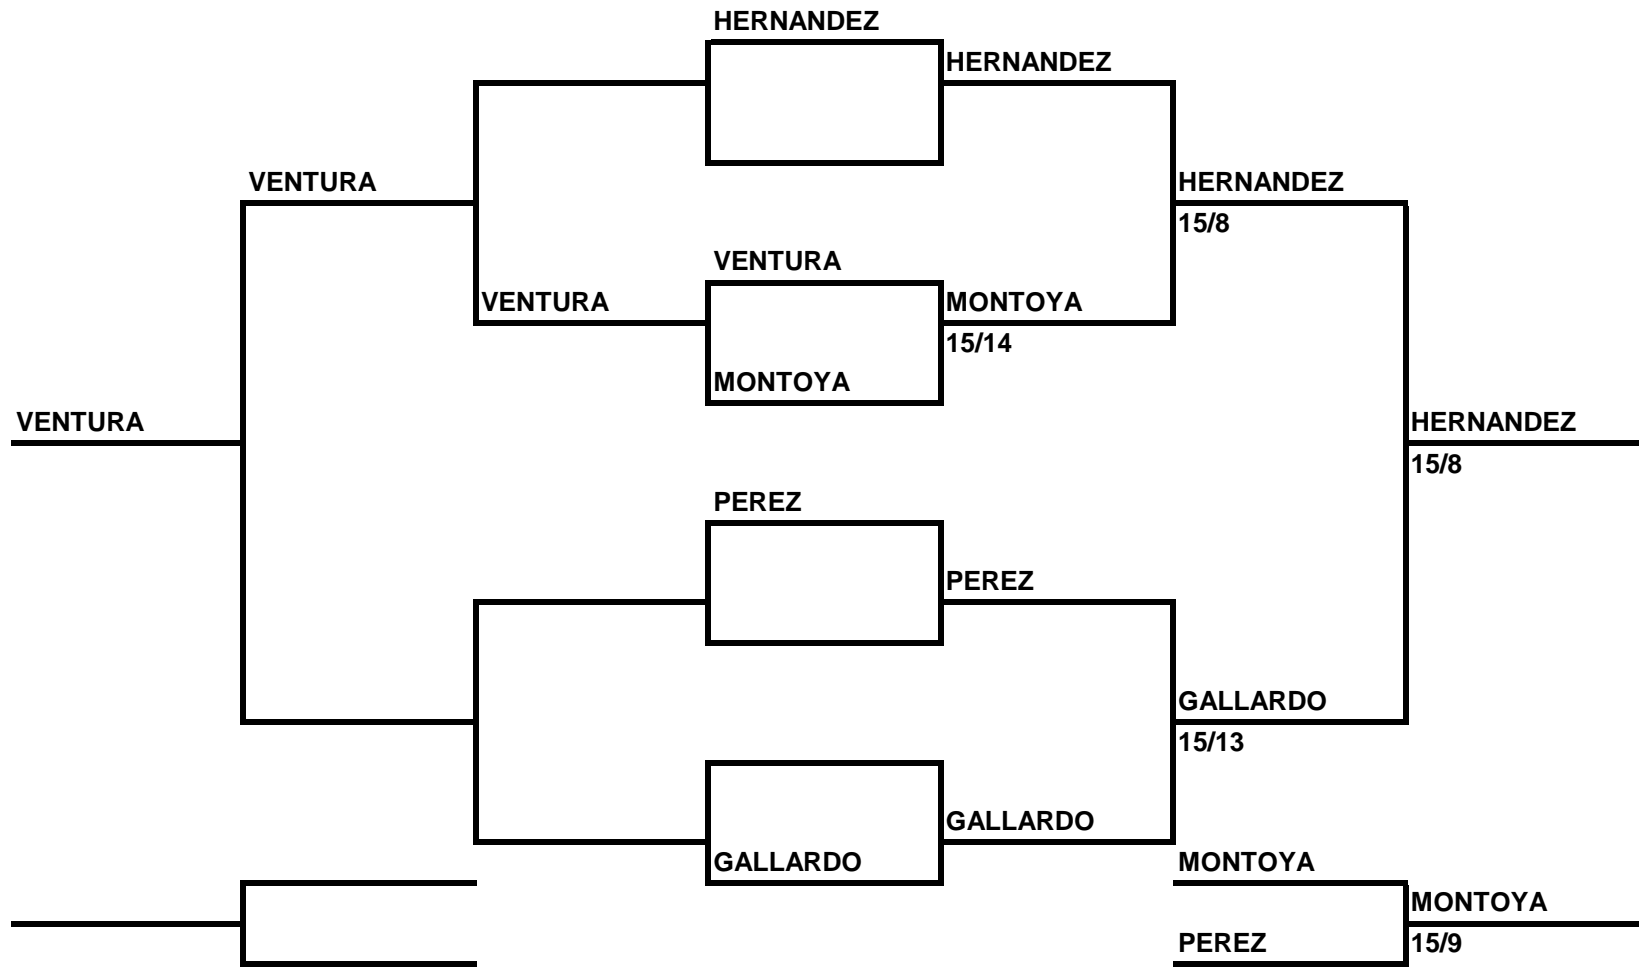 HERNANDEZ
HERNANDEZ
VENTURA
HERNANDEZ
15/8
VENTURA
VENTURA
MONTOYA
15/14
MONTOYA
VENTURA
HERNANDEZ
15/8
PEREZ
PEREZ
GALLARDO
15/13
GALLARDO
GALLARDO
MONTOYA
MONTOYA
PEREZ
15/9